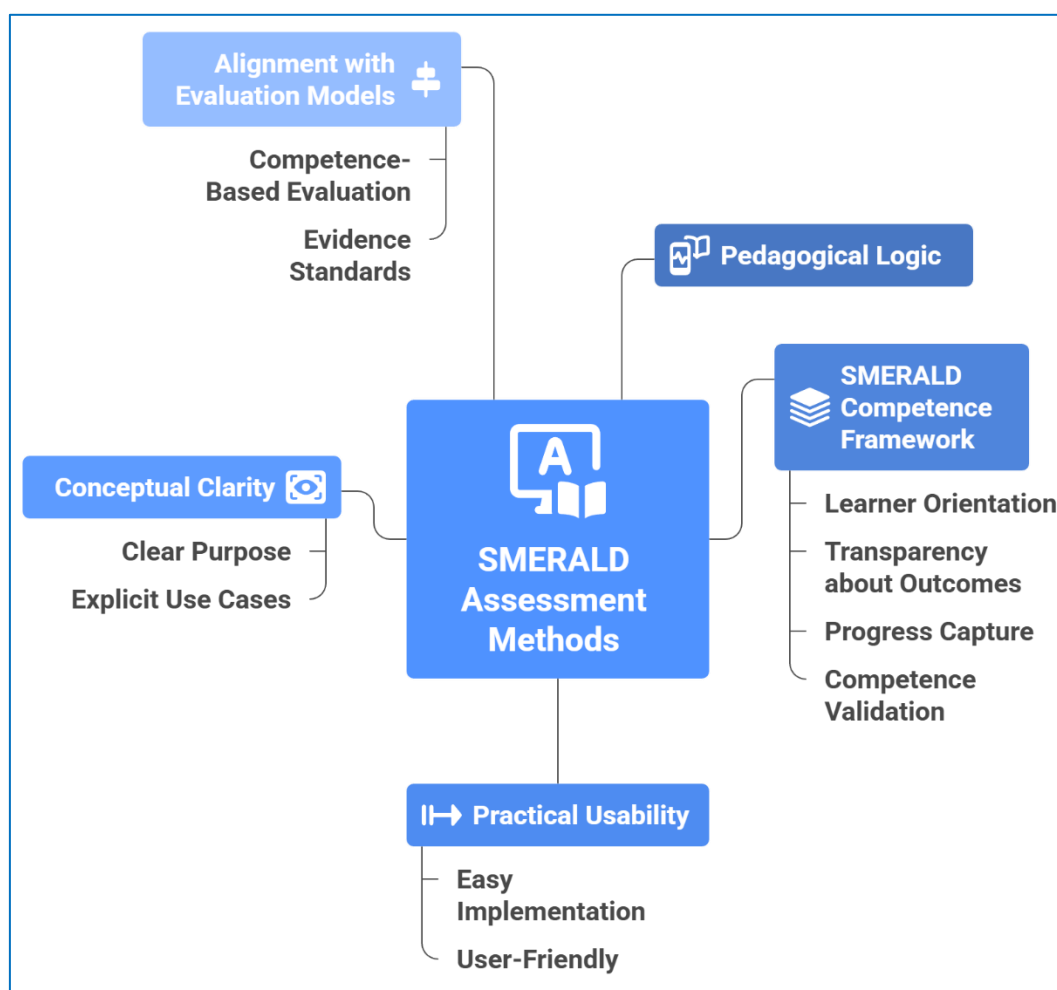 Alignment with
Evaluation Models
Competence-
Based Evaluation
Evidence
Standards
Pedagogical Logic
SMERALD
Competence
Framework
Learner Orientation
Transparency
about Outcomes
Progress Capture
Competence
Validation
Conceptual Clarity
Clear Purpose
Explicit Use Cases
A
SMERALD
Assessment
Methods
Practical Usability
Easy
Implementation
User-Friendly